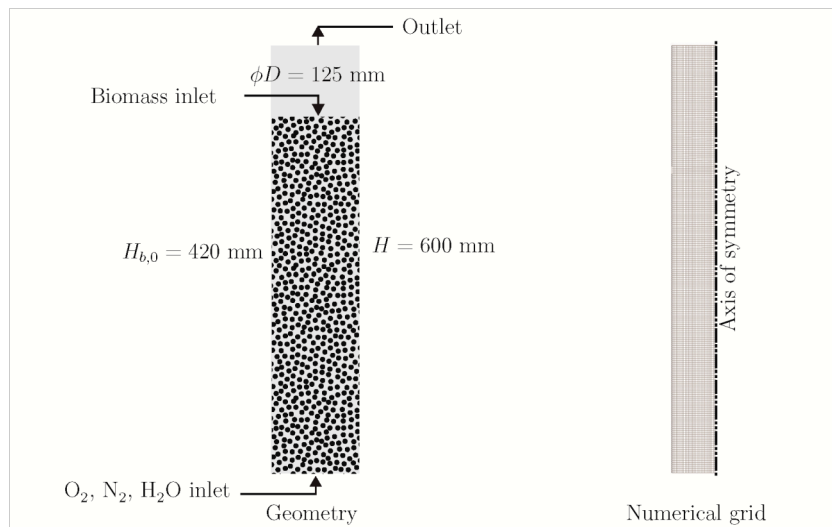 Outlet
ϕD = 125 mm
Biomass inlet
H_{b,0} = 420 mm
H = 600 mm
Axis of symmetry
O₂, N₂, H₂O inlet
Geometry
Numerical grid